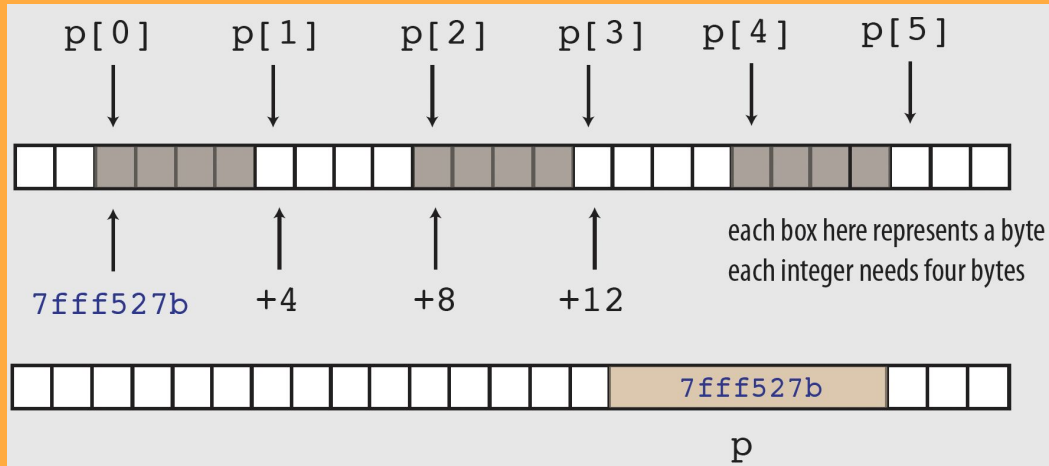 p[0] p[1] p[2] p[3] p[4] p[5]
7fff527b +4 +8 +12
each box here represents a byte
each integer needs four bytes
7fff527b
p